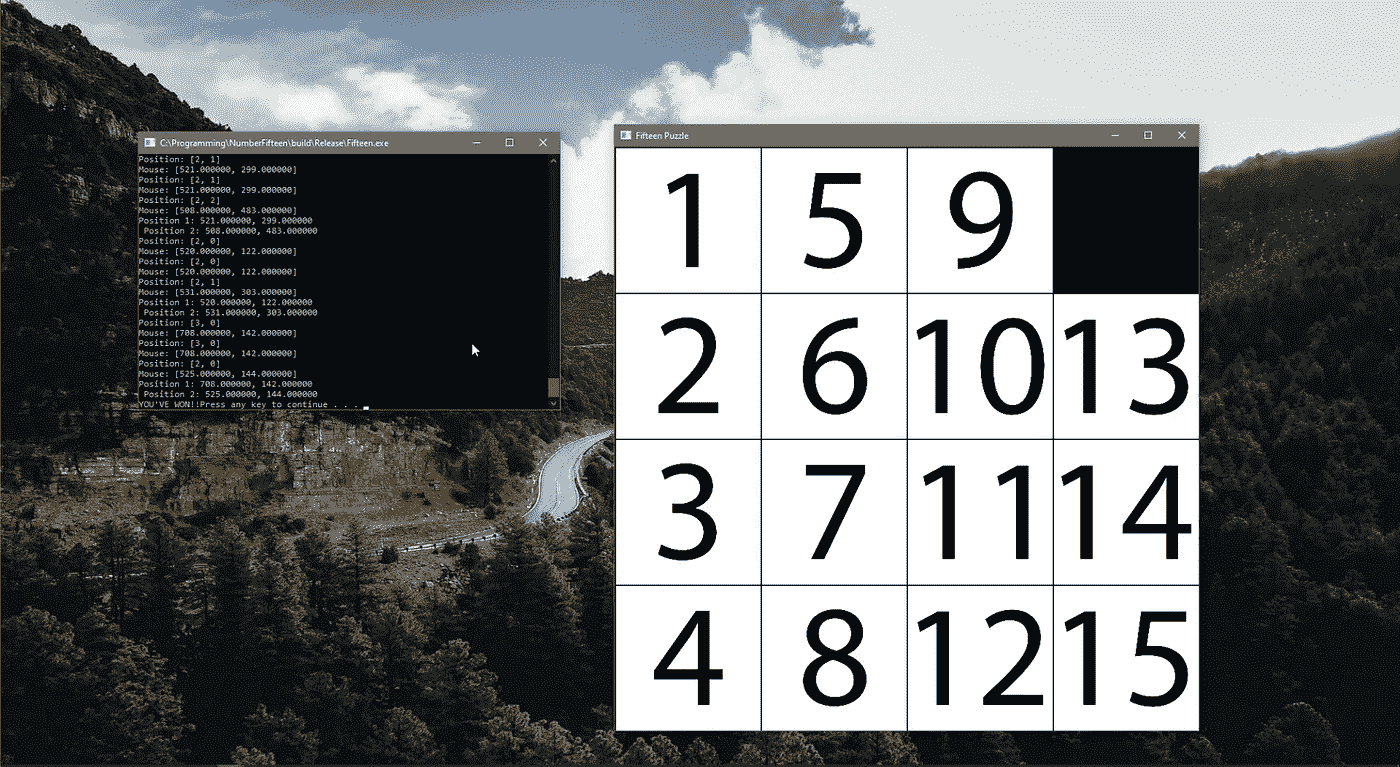 C:\Programming\NumberFifteen\build\Release\Fifteen.exe
Position: [2, 1]
Mouse: [521.000000, 299.000000]
Position: [2, 1]
Mouse: [521.000000, 299.000000]
Position: [2, 2]
Mouse: [508.000000, 483.000000]
Position 1: 521.000000, 299.000000
Position 2: 508.000000, 483.000000
Position: [2, 0]
Mouse: [520.000000, 122.000000]
Position: [2, 0]
Mouse: [520.000000, 122.000000]
Position: [2, 1]
Mouse: [531.000000, 303.000000]
Position 1: 520.000000, 122.000000
Position 2: 531.000000, 303.000000
Position: [3, 0]
Mouse: [708.000000, 142.000000]
Position: [3, 0]
Mouse: [708.000000, 142.000000]
Position: [2, 0]
Mouse: [525.000000, 144.000000]
Position 1: 708.000000, 142.000000
Position 2: 525.000000, 144.000000
YOU'VE WON!!Press any key to continue . . .
Fifteen Puzzle
1 5 9
2 6 10 13
3 7 11 14
4 8 12 15